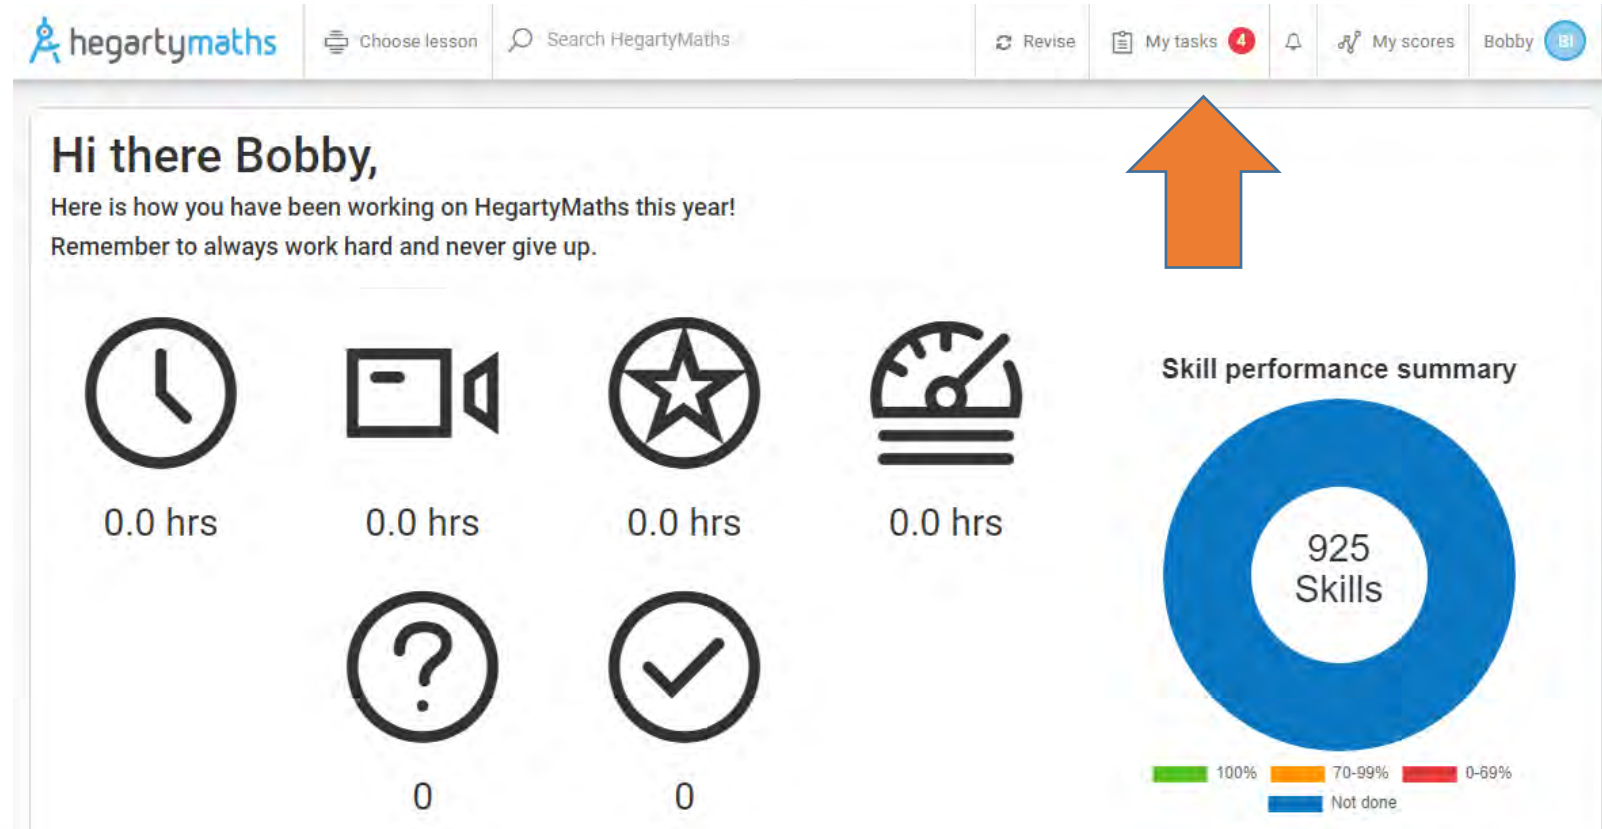 hegartymaths
Choose lesson
Search HegartyMaths
Revise
My tasks 4
My scores
Bobby BI
Hi there Bobby,
Here is how you have been working on HegartyMaths this year!
Remember to always work hard and never give up.
0.0 hrs 0.0 hrs 0.0 hrs 0.0 hrs
0 0
Skill performance summary
925
Skills
100% 70-99% 0-69%
Not done